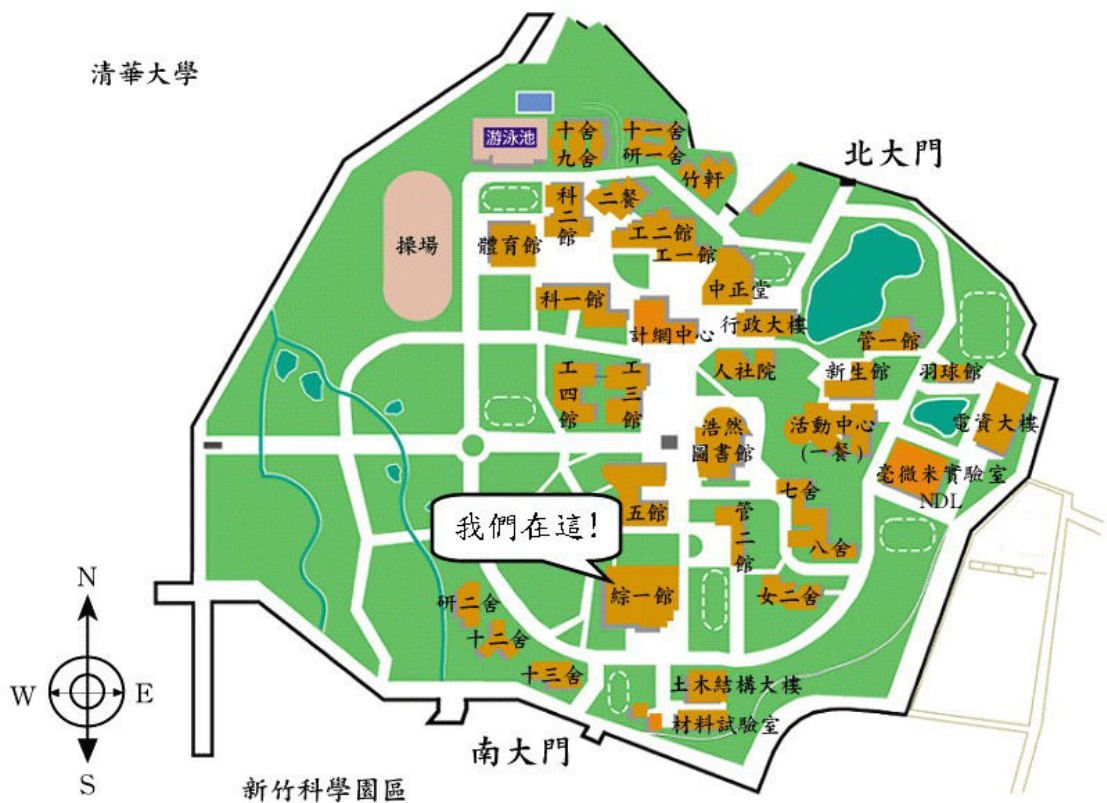 清華大學
游泳池
十舍
九舍
十一舍
研一舍
竹軒
北大門
科二館
二餐
操場
體育館
工二館
工一館
中正堂
科一館
計網中心
行政大樓
管一館
工四館
工三館
人社院
新生館
羽球館
浩然
圖書館
活動中心
(一餐)
電資大樓
毫微米實驗室
NDL
七舍
五館
管二館
八舍
我們在這!
綜一館
女二舍
研二舍
十二舍
十三舍
土木結構大樓
材料試驗室
N
W
E
S
南大門
新竹科學園區